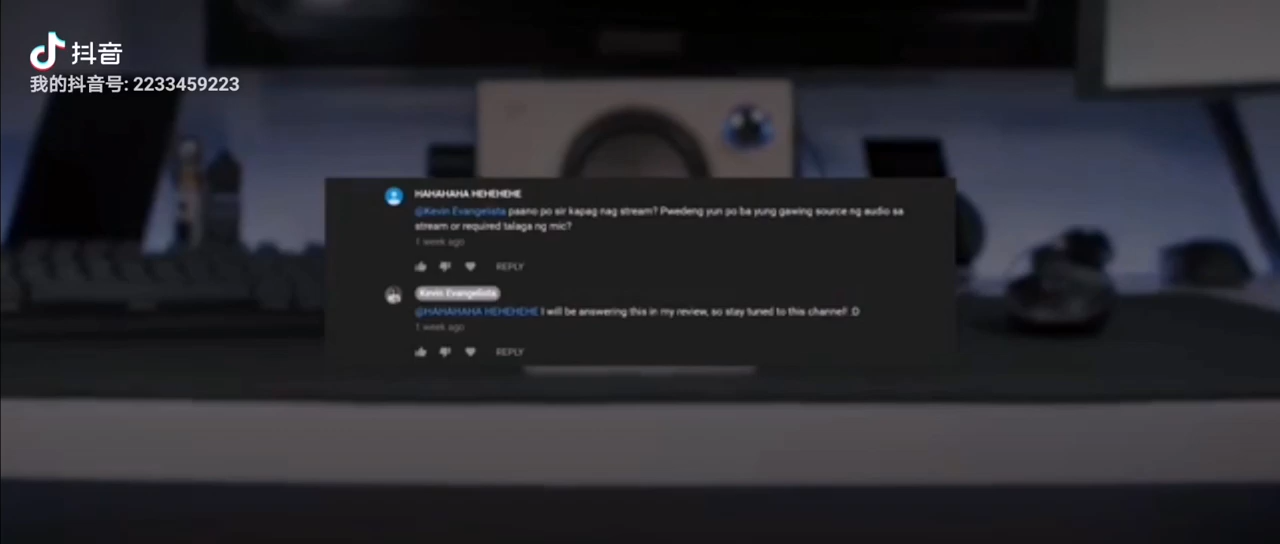 抖音
我的抖音号: 2233459223
HAHAHAHA HEHEHEHE
@Kevin Evangelista paano po sir kapag nag stream? Pwedeng yun po ba yung gawing source ng audio sa
stream or required talaga ng mic?
1 week ago
REPLY
Kevin Evangelista
@HAHAHAHA HEHEHEHE I will be answering this in my review, so stay tuned to this channel! :D
1 week ago
REPLY